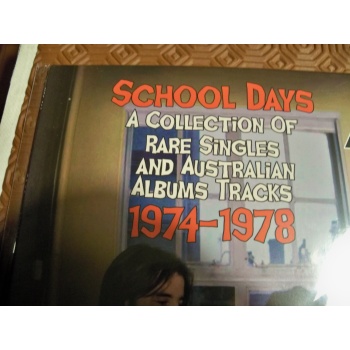 SCHOOL DAYS
A COLLECTION OF
RARE SINGLES
AND AUSTRALIAN
ALBUMS TRACKS
1974-1978